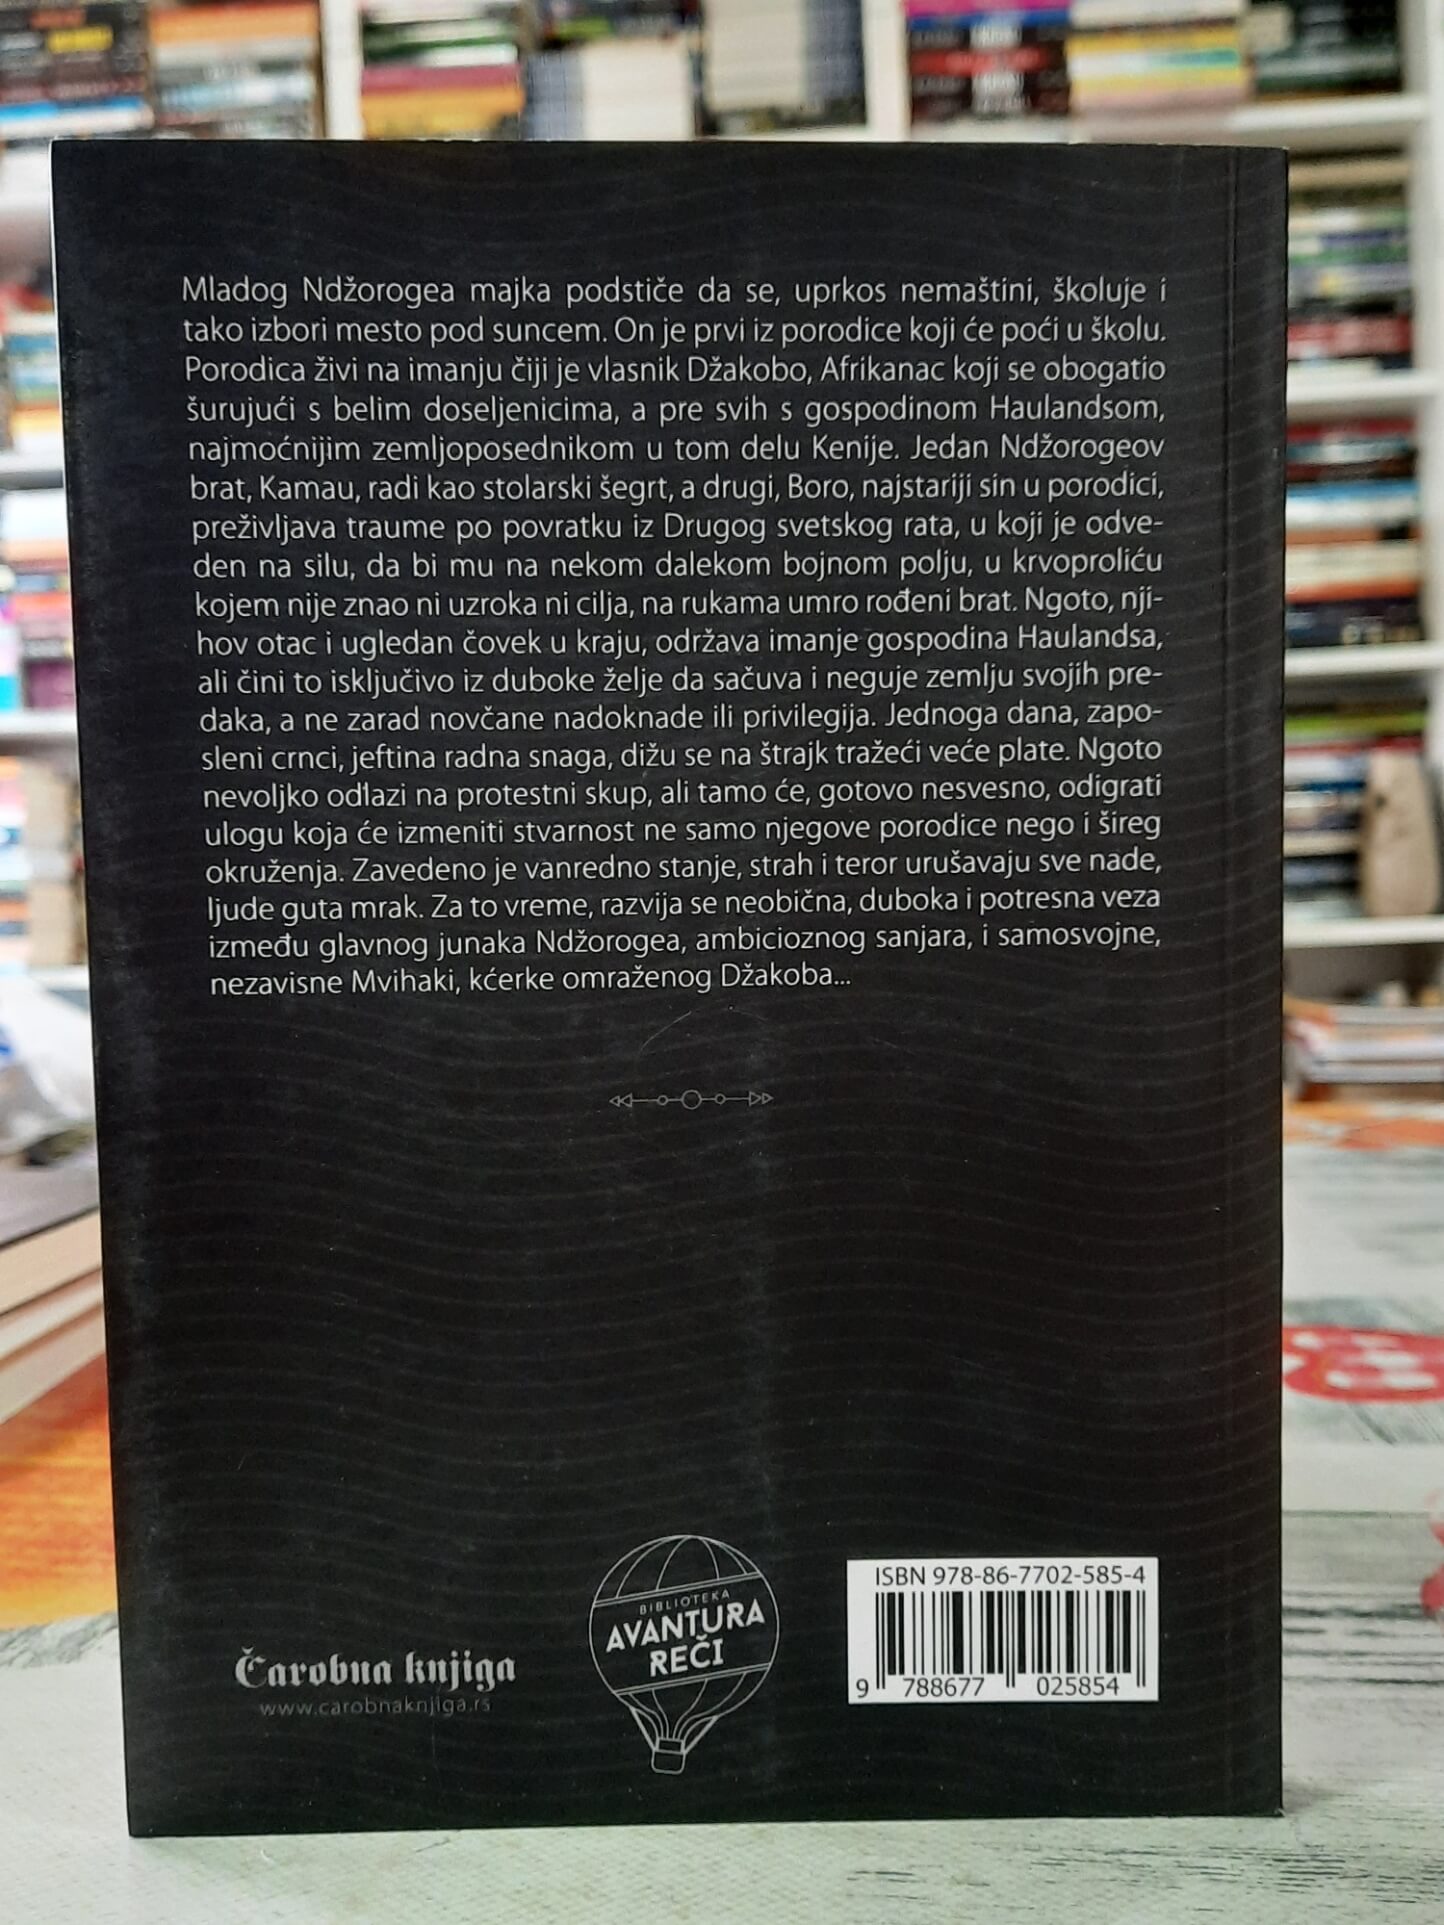 Mladog Ndžorogea majka podstiče da se, uprkos nemaštini, školuje i
tako izbori mesto pod suncem. On je prvi iz porodice koji će poći u školu.
Porodica živi na imanju čiji je vlasnik Džakobo, Afrikanac koji se obogatio
šurujući s belim doseljenicima, a pre svih s gospodinom Haulandsom,
najmoćnijim zemljoposednikom u tom delu Kenije. Jedan Ndžorogeov
brat, Kamau, radi kao stolarski šegrt, a drugi, Boro, najstariji sin u porodici,
preživljava traume po povratku iz Drugog svetskog rata, u koji je odve-
den na silu, da bi mu na nekom dalekom bojnom polju, u krvoproliću
kojem nije znao ni uzroka ni cilja, na rukama umro rođeni brat. Ngoto, nji-
hov otac i ugledan čovek u kraju, održava imanje gospodina Haulandsa,
ali čini to isključivo iz duboke želje da sačuva i neguje zemlju svojih pre-
daka, a ne zarad novčane nadoknade ili privilegija. Jednoga dana, zapo-
sleni crnci, jeftina radna snaga, dižu se na štrajk tražeći veće plate. Ngoto
nevoljko odlazi na protestni skup, ali tamo će, gotovo nesvesno, odigrati
ulogu koja će izmeniti stvarnost ne samo njegove porodice nego i šireg
okruženja. Zavedeno je vanredno stanje, strah i teror urušavaju sve nade,
ljude guta mrak. Za to vreme, razvija se neobična, duboka i potresna veza
između glavnog junaka Ndžorogea, ambicioznog sanjara, i samosvojne,
nezavisne Mvihaki, kćerke omraženog Džakoba...
Čarobna knjiga
www.carobnaknjiga.rs
BIBLIOTEKA
AVANTURA
REČI
ISBN 978-86-7702-585-4
9 788677 025854